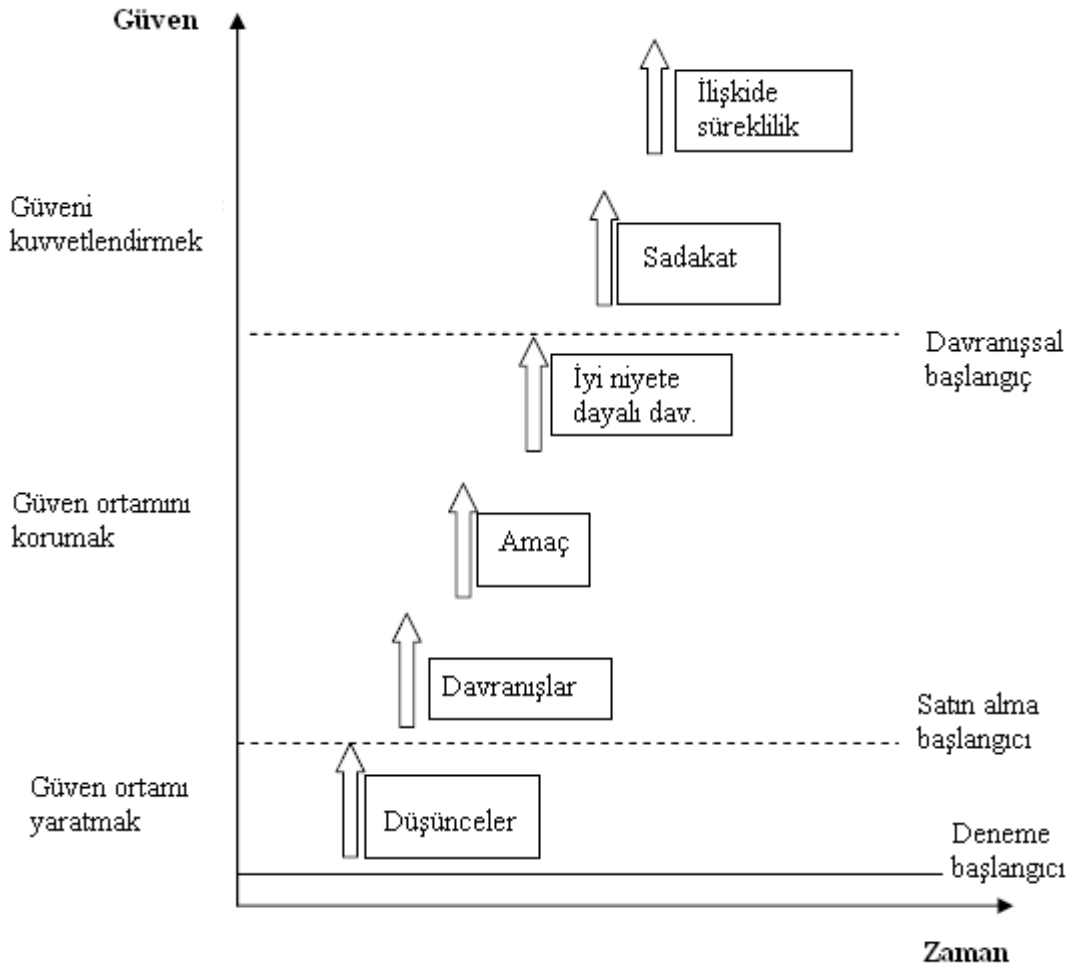 Güven
İlişkide
süreklilik
Güveni
kuvvetlendirmek
Sadakat
Davranışsal
başlangıç
İyi niyete
dayalı dav.
Güven ortamını
korumak
Amaç
Davranışlar
Satın alma
başlangıcı
Güven ortamı
yaratmak
Düşünceler
Deneme
başlangıcı
Zaman